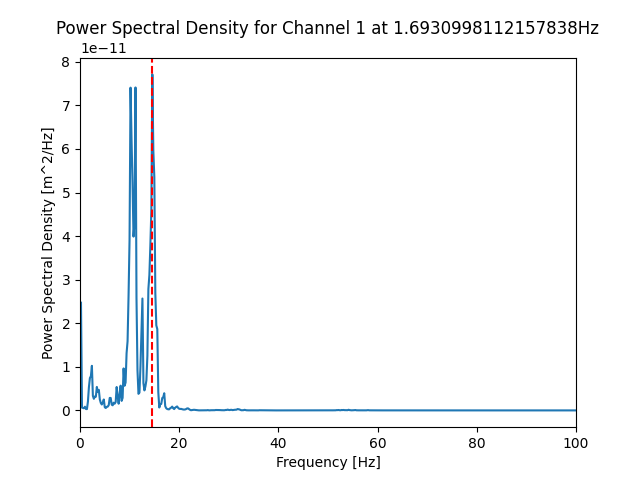 Power Spectral Density for Channel 1 at 1.6930998112157838Hz
1e−11
8
7
6
5
4
3
2
1
0
Power Spectral Density [m^2/Hz]
0 20 40 60 80 100
Frequency [Hz]